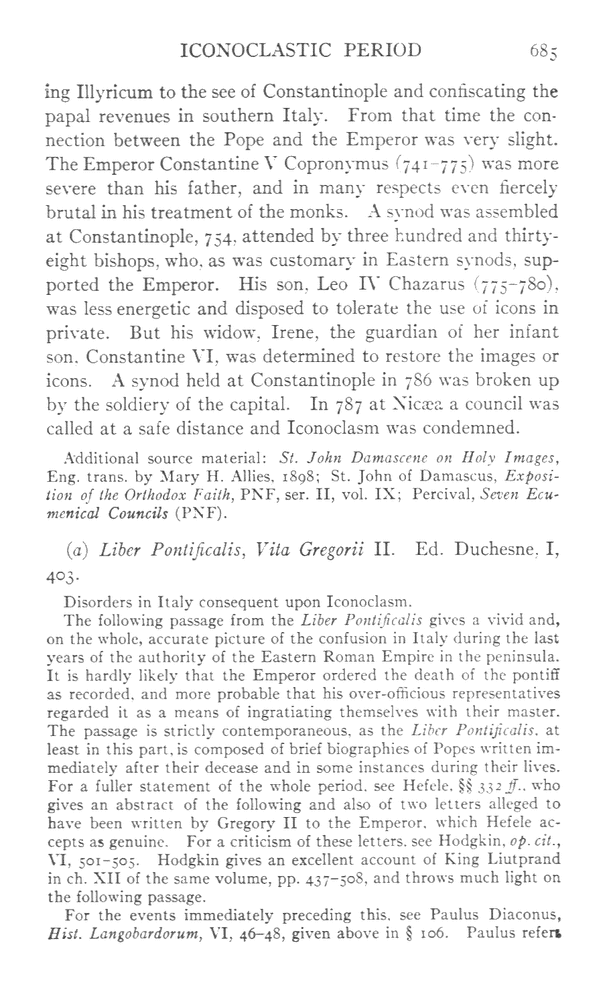 ICONOCLASTIC PERIOD 685
ing Illyricum to the see of Constantinople and confiscating the
papal revenues in southern Italy. From that time the con-
nection between the Pope and the Emperor was very slight.
The Emperor Constantine V Copronymus (741-775) was more
severe than his father, and in many respects even fiercely
brutal in his treatment of the monks. A synod was assembled
at Constantinople, 754, attended by three hundred and thirty-
eight bishops, who, as was customary in Eastern synods, sup-
ported the Emperor. His son, Leo IV Chazarus (775-780),
was less energetic and disposed to tolerate the use of icons in
private. But his widow, Irene, the guardian of her infant
son, Constantine VI, was determined to restore the images or
icons. A synod held at Constantinople in 786 was broken up
by the soldiery of the capital. In 787 at Nicæa a council was
called at a safe distance and Iconoclasm was condemned.
Additional source material: St. John Damascene on Holy Images,
Eng. trans. by Mary H. Allies, 1898; St. John of Damascus, Exposi-
tion of the Orthodox Faith, PNF, ser. II, vol. IX; Percival, Seven Ecu-
menical Councils (PNF).
(a) Liber Pontificalis, Vita Gregorii II. Ed. Duchesne, I,
403.
Disorders in Italy consequent upon Iconoclasm.
The following passage from the Liber Pontificalis gives a vivid and,
on the whole, accurate picture of the confusion in Italy during the last
years of the authority of the Eastern Roman Empire in the peninsula.
It is hardly likely that the Emperor ordered the death of the pontiff
as recorded, and more probable that his over-officious representatives
regarded it as a means of ingratiating themselves with their master.
The passage is strictly contemporaneous, as the Liber Pontificalis, at
least in this part, is composed of brief biographies of Popes written im-
mediately after their decease and in some instances during their lives.
For a fuller statement of the whole period, see Hefele, §§ 332 ff., who
gives an abstract of the following and also of two letters alleged to
have been written by Gregory II to the Emperor, which Hefele ac-
cepts as genuine. For a criticism of these letters, see Hodgkin, op. cit.,
VI, 501-505. Hodgkin gives an excellent account of King Liutprand
in ch. XII of the same volume, pp. 437-508, and throws much light on
the following passage.
For the events immediately preceding this, see Paulus Diaconus,
Hist. Langobardorum, VI, 46-48, given above in § 106. Paulus refers